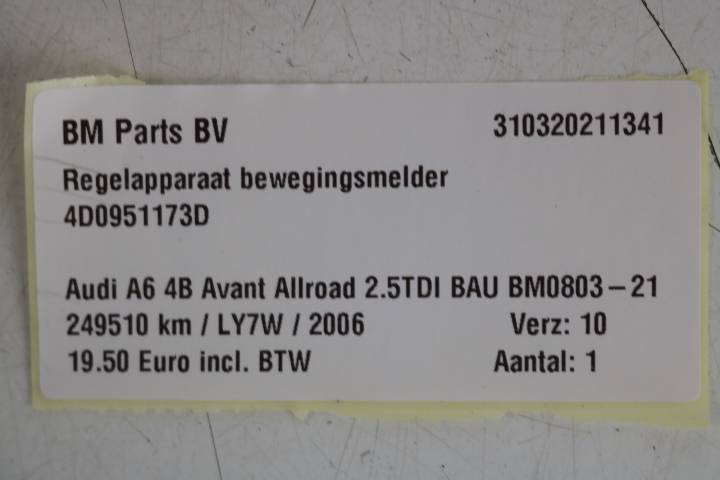 BM Parts BV 310320211341
Regelapparaat bewegingsmelder
4D0951173D
Audi A6 4B Avant Allroad 2.5TDI BAU BM0803-21
249510 km / LY7W / 2006 Verz: 10
19.50 Euro incl. BTW Aantal: 1